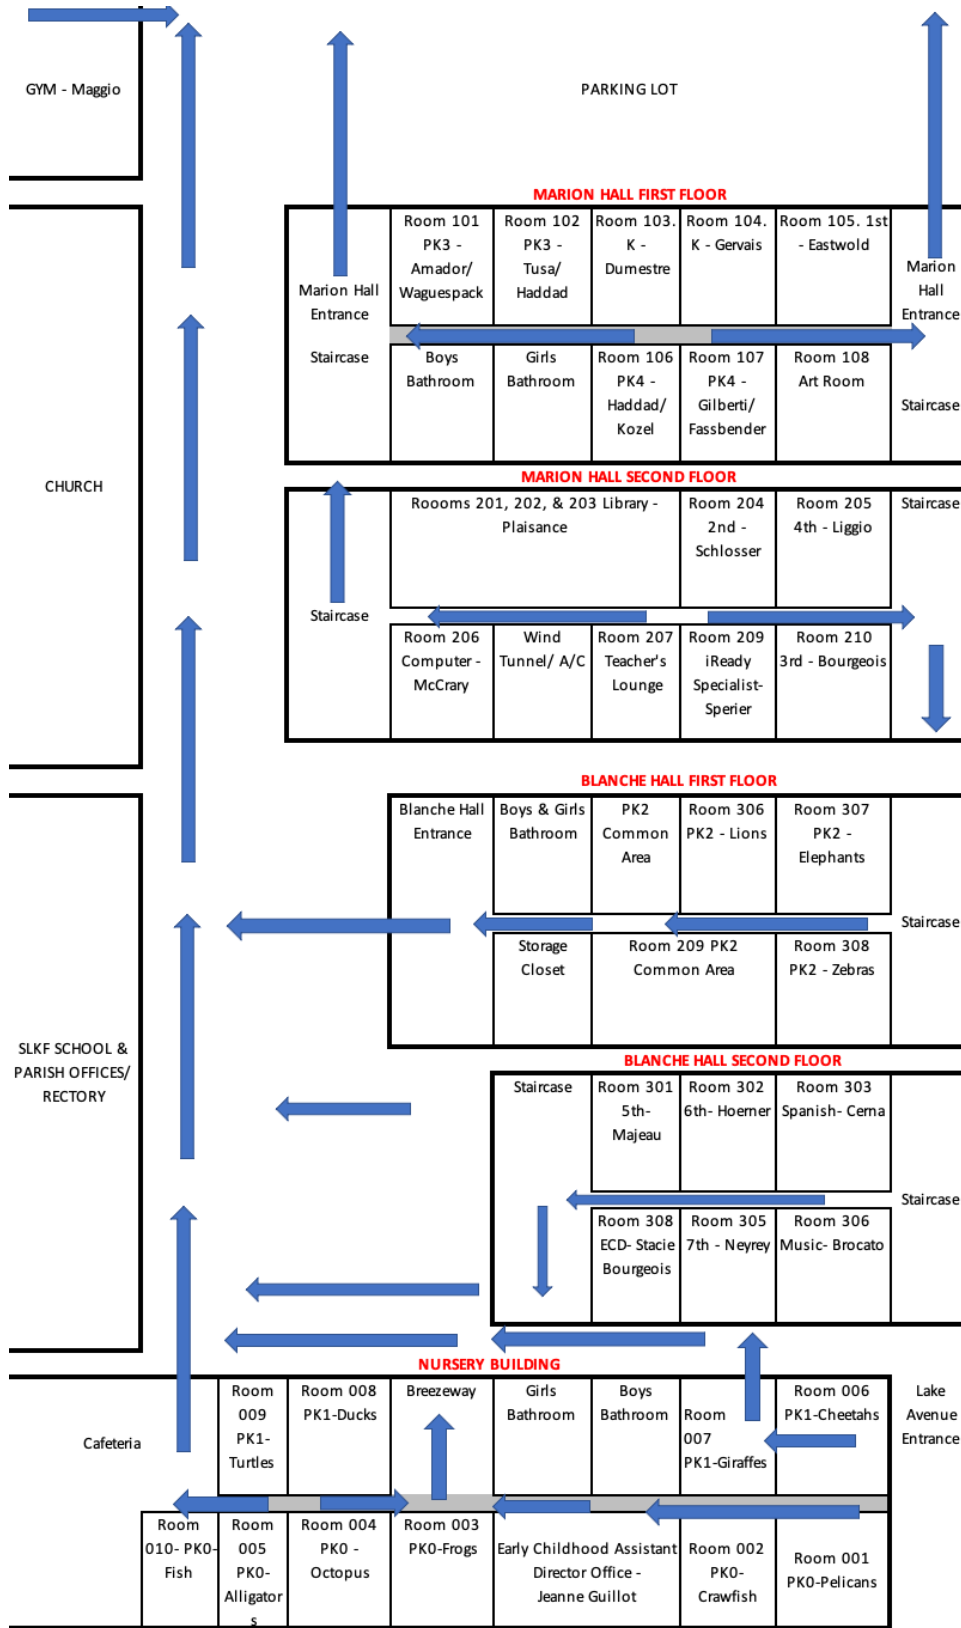 GYM - Maggio
PARKING LOT
MARION HALL FIRST FLOOR
Room 101
PK3 -
Amador/
Waguespack
Room 102
PK3 -
Tusa/
Haddad
Room 103.
K -
Dumestre
Room 104.
K - Gervais
Room 105. 1st
- Eastwold
Marion Hall
Entrance
Staircase
Marion
Hall
Entrance
Staircase
Boys
Bathroom
Girls
Bathroom
Room 106
PK4 -
Haddad/
Kozel
Room 107
PK4 -
Gilberti/
Fassbender
Room 108
Art Room
CHURCH
MARION HALL SECOND FLOOR
Roooms 201, 202, & 203 Library -
Plaisance
Room 204
2nd -
Schlosser
Room 205
4th - Liggio
Staircase
Staircase
Room 206
Computer -
McCrary
Wind
Tunnel/ A/C
Room 207
Teacher's
Lounge
Room 209
iReady
Specialist-
Sperier
Room 210
3rd - Bourgeois
BLANCHE HALL FIRST FLOOR
Blanche Hall
Entrance
Boys & Girls
Bathroom
PK2
Common
Area
Room 306
PK2 - Lions
Room 307
PK2 -
Elephants
Staircase
Storage
Closet
Room 209 PK2
Common Area
Room 308
PK2 - Zebras
SLKF SCHOOL &
PARISH OFFICES/
RECTORY
BLANCHE HALL SECOND FLOOR
Staircase
Room 301
5th-
Majeau
Room 302
6th- Hoerner
Room 303
Spanish- Cerna
Staircase
Room 308
ECD- Stacie
Bourgeois
Room 305
7th - Neyrey
Room 306
Music- Brocato
NURSERY BUILDING
Cafeteria
Room
009
PK1-
Turtles
Room 008
PK1-Ducks
Breezeway
Girls
Bathroom
Boys
Bathroom
Room
007
PK1-Giraffes
Room 006
PK1-Cheetahs
Lake
Avenue
Entrance
Room
010- PK0-
Fish
Room
005
PK0-
Alligator
s
Room 004
PK0 -
Octopus
Room 003
PK0-Frogs
Early Childhood Assistant
Director Office -
Jeanne Guillot
Room 002
PK0-
Crawfish
Room 001
PK0-Pelicans